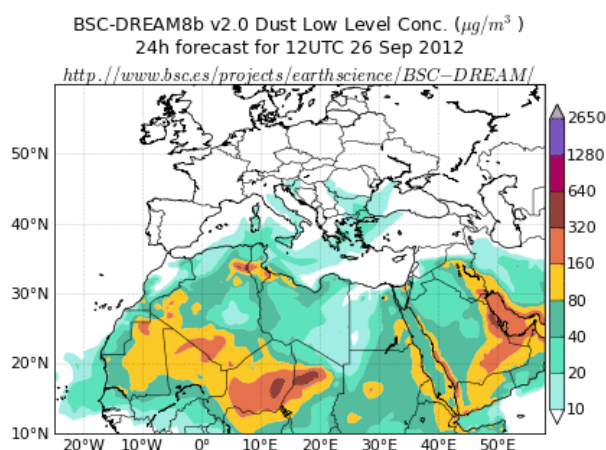 BSC-DREAM8b v2.0 Dust Low Level Conc. (μg/m³ )
24h forecast for 12UTC 26 Sep 2012
http.//www.bsc.es/projects/earthscience/BSC−DREAM/
50°N
40°N
30°N
20°N
10°N
20°W 10°W 0° 10°E 20°E 30°E 40°E 50°E
2650
1280
640
320
160
80
40
20
10